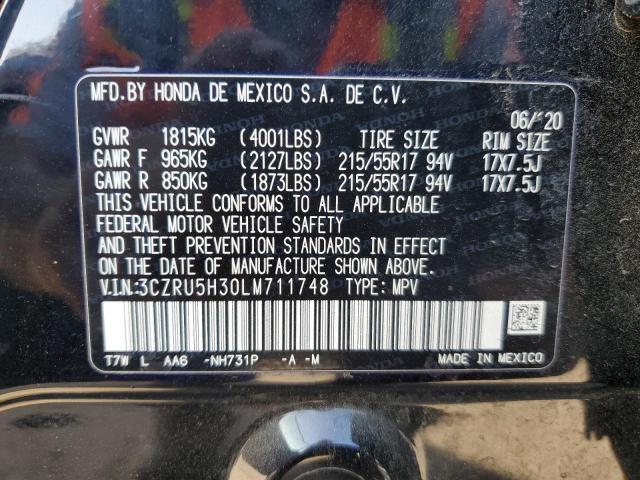 MFD.BY HONDA DE MEXICO S.A. DE C.V.
06/20
GVWR 1815KG (4001LBS) TIRE SIZE RIM SIZE
GAWR F 965KG (2127LBS) 215/55R17 94V 17X7.5J
GAWR R 850KG (1873LBS) 215/55R17 94V 17X7.5J
THIS VEHICLE CONFORMS TO ALL APPLICABLE
FEDERAL MOTOR VEHICLE SAFETY
AND THEFT PREVENTION STANDARDS IN EFFECT
ON THE DATE OF MANUFACTURE SHOWN ABOVE.
V.I.N:3CZRU5H30LM711748 TYPE: MPV
T7W L AA6 -NH731P -A -M
MADE IN MEXICO